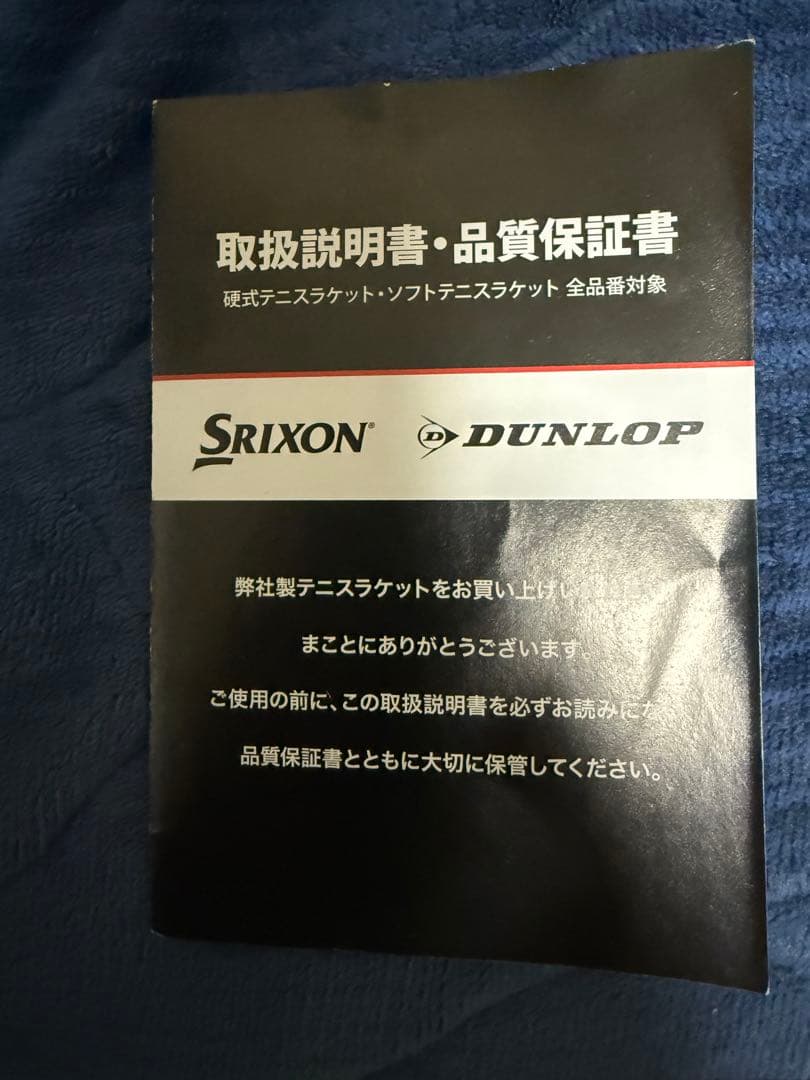 取扱説明書・品質保証書
硬式テニスラケット・ソフトテニスラケット 全品番対象
SRIXON® D DUNLOP
弊社製テニスラケットをお買い上げい
まことにありがとうございます。
ご使用の前に、この取扱説明書を必ずお読みにな
品質保証書とともに大切に保管してください。